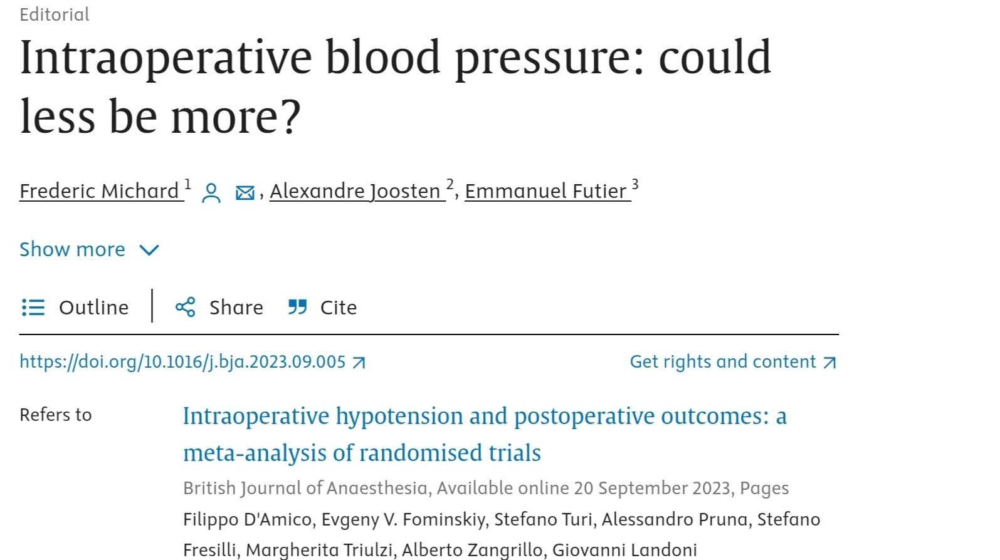 Editorial
Intraoperative blood pressure: could
less be more?
Frederic Michard 1 , Alexandre Joosten 2, Emmanuel Futier 3
Show more
Outline Share Cite
https://doi.org/10.1016/j.bja.2023.09.005 Get rights and content
Refers to Intraoperative hypotension and postoperative outcomes: a
meta-analysis of randomised trials
British Journal of Anaesthesia, Available online 20 September 2023, Pages
Filippo D'Amico, Evgeny V. Fominskiy, Stefano Turi, Alessandro Pruna, Stefano
Fresilli, Margherita Triulzi, Alberto Zangrillo, Giovanni Landoni